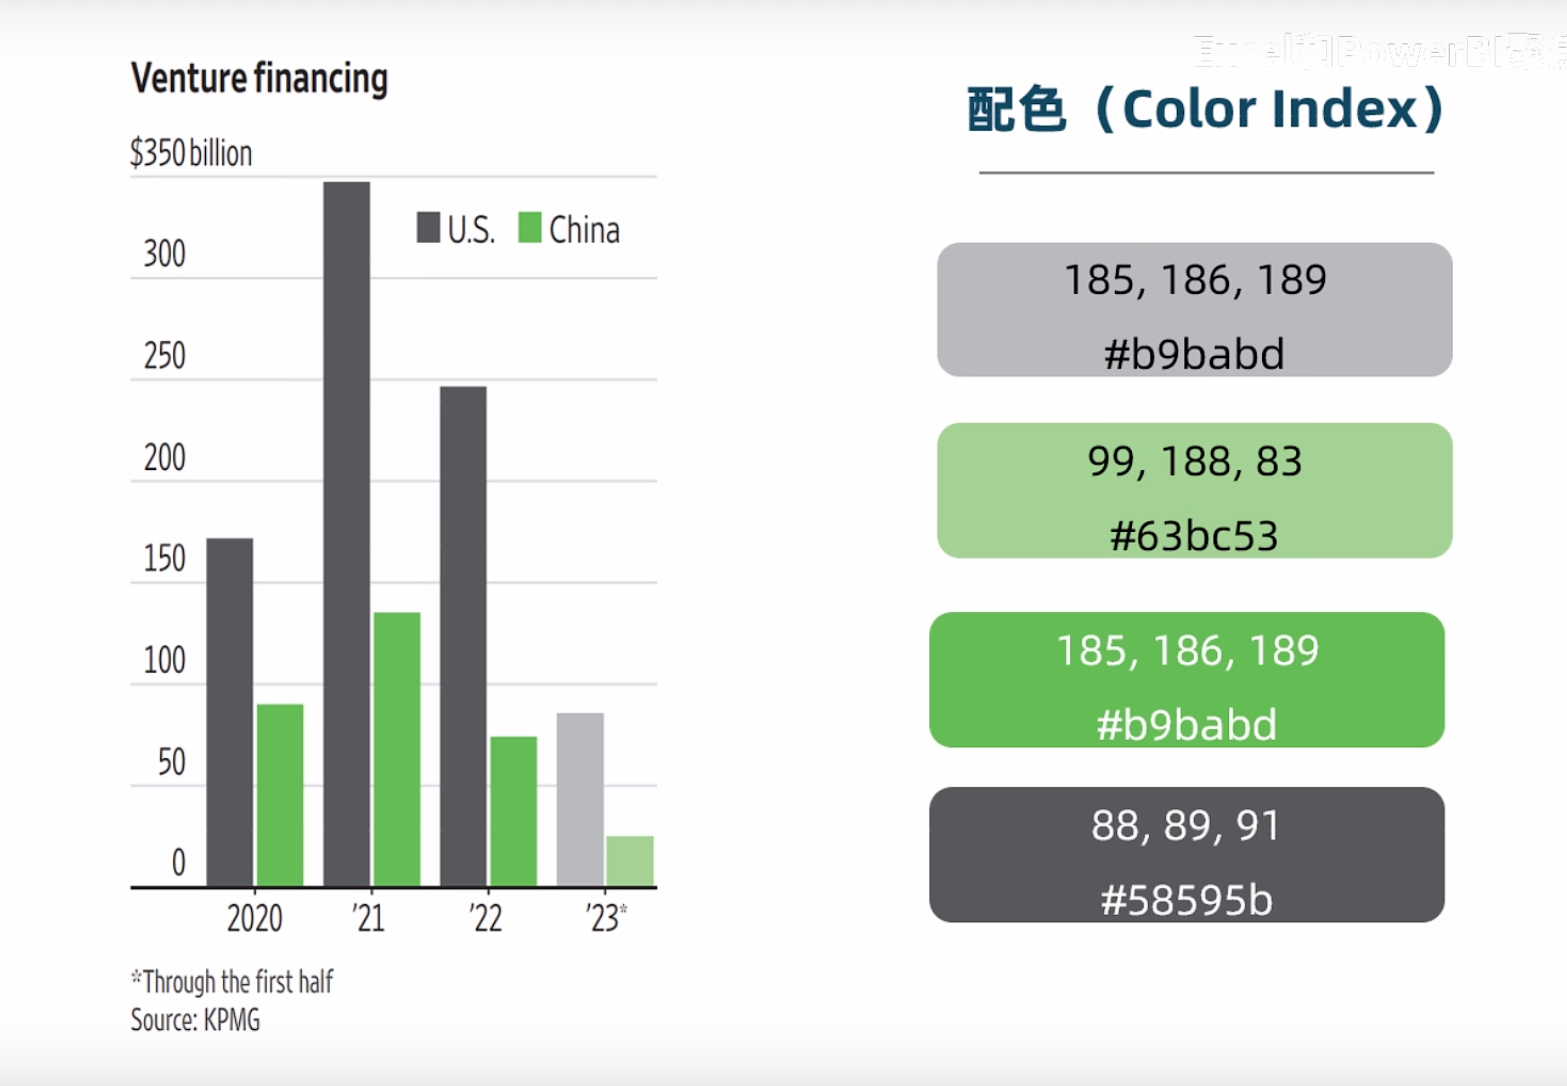 Venture financing
$350 billion
U.S.
China
300
250
200
150
100
50
0
2020
’21
’22
’23*
*Through the first half
Source: KPMG
Excel和PowerBI聚焦
配色（Color Index）
185, 186, 189
#b9babd
99, 188, 83
#63bc53
185, 186, 189
#b9babd
88, 89, 91
#58595b